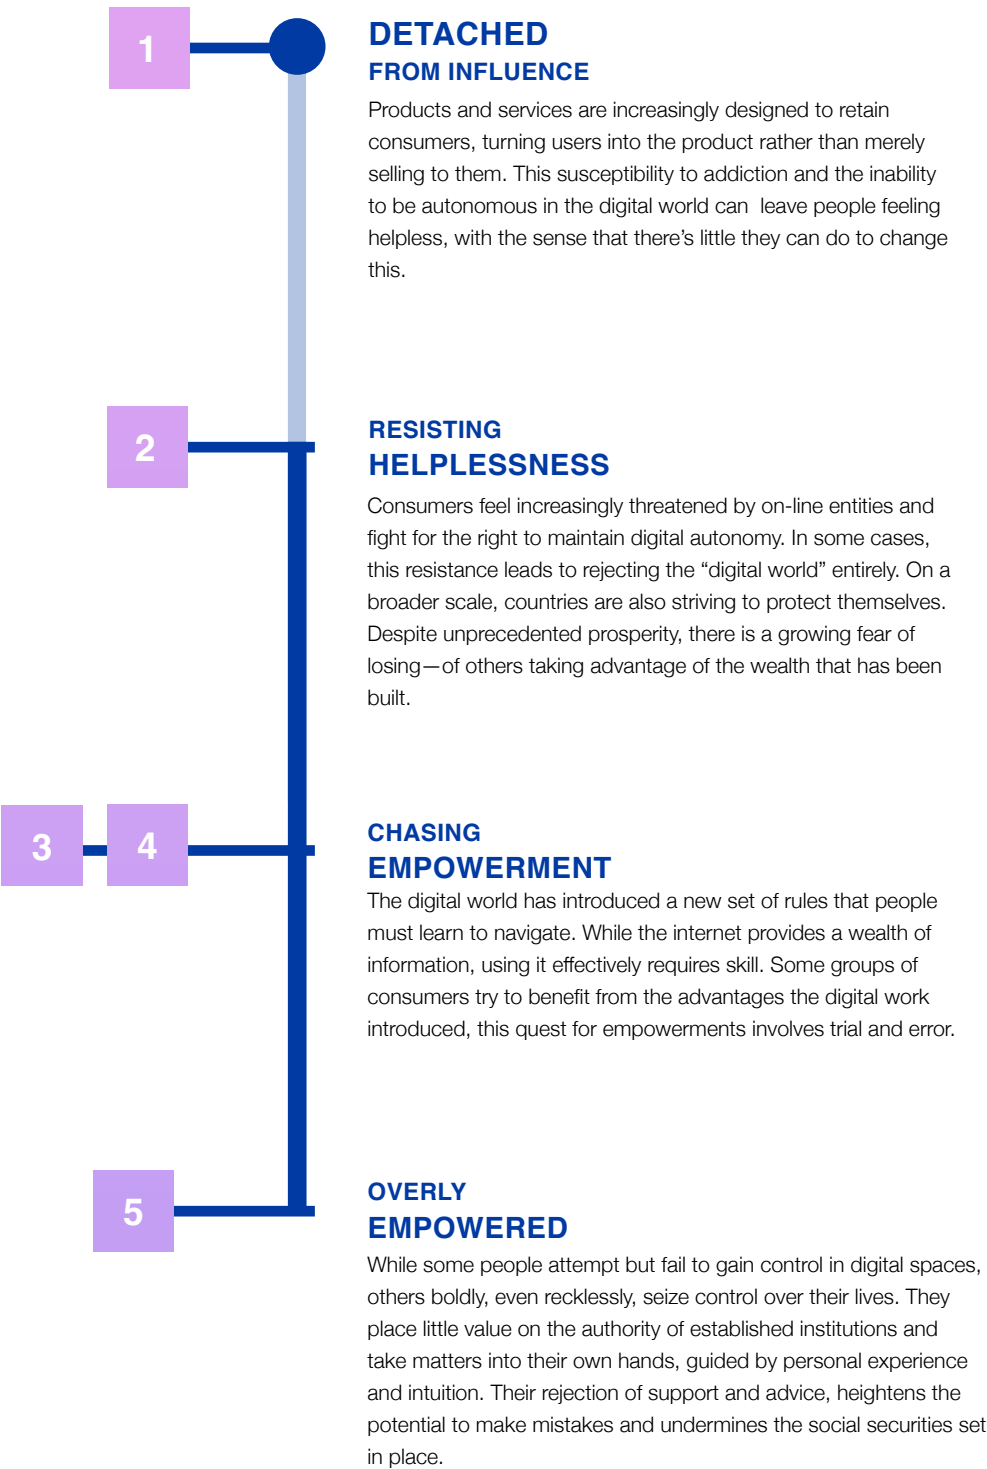 1
DETACHED
FROM INFLUENCE
Products and services are increasingly designed to retain
consumers, turning users into the product rather than merely
selling to them. This susceptibility to addiction and the inability
to be autonomous in the digital world can  leave people feeling
helpless, with the sense that there’s little they can do to change
this.
2
RESISTING
HELPLESSNESS
Consumers feel increasingly threatened by on-line entities and
fight for the right to maintain digital autonomy. In some cases,
this resistance leads to rejecting the “digital world” entirely. On a
broader scale, countries are also striving to protect themselves.
Despite unprecedented prosperity, there is a growing fear of
losing—of others taking advantage of the wealth that has been
built.
3
4
CHASING
EMPOWERMENT
The digital world has introduced a new set of rules that people
must learn to navigate. While the internet provides a wealth of
information, using it effectively requires skill. Some groups of
consumers try to benefit from the advantages the digital work
introduced, this quest for empowerments involves trial and error.
5
OVERLY
EMPOWERED
While some people attempt but fail to gain control in digital spaces,
others boldly, even recklessly, seize control over their lives. They
place little value on the authority of established institutions and
take matters into their own hands, guided by personal experience
and intuition. Their rejection of support and advice, heightens the
potential to make mistakes and undermines the social securities set
in place.